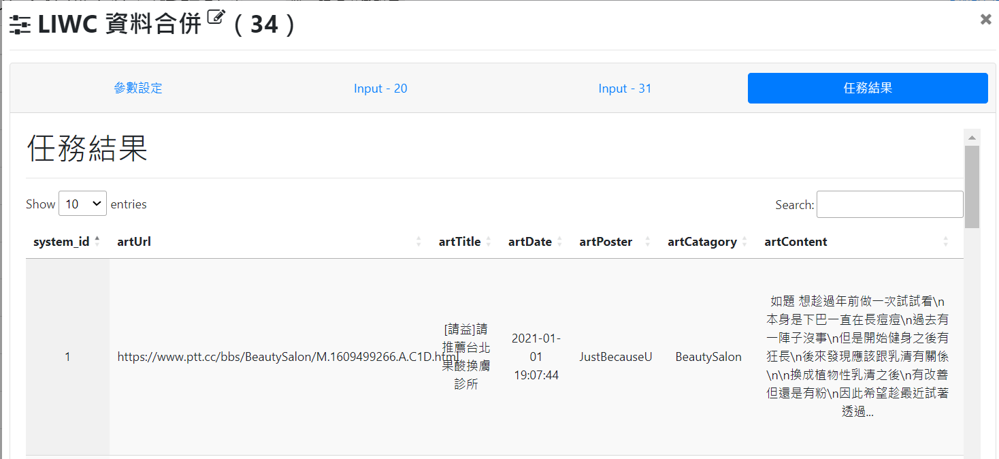 LIWC 資料合併 ( 34 )
參數設定 Input - 20 Input - 31 任務結果
任務結果
Show 10 entries Search:
system_id artUrl artTitle artDate artPoster artCatagory artContent
1
https://www.ptt.cc/bbs/BeautySalon/M.1609499266.A.C1D.html
[請益]請
推薦台北
果酸換膚
診所
2021-01-
01
19:07:44
JustBecauseU
BeautySalon
如題 想趁過年前做一次試試看\n
本身是下巴一直在長痘痘\n過去有
一陣子沒事\n但是開始健身之後有
狂長\n後來發現應該跟乳清有關係
\n\n換成植物性乳清之後\n有改善
但還是有粉\n因此希望趁最近試著
透過...